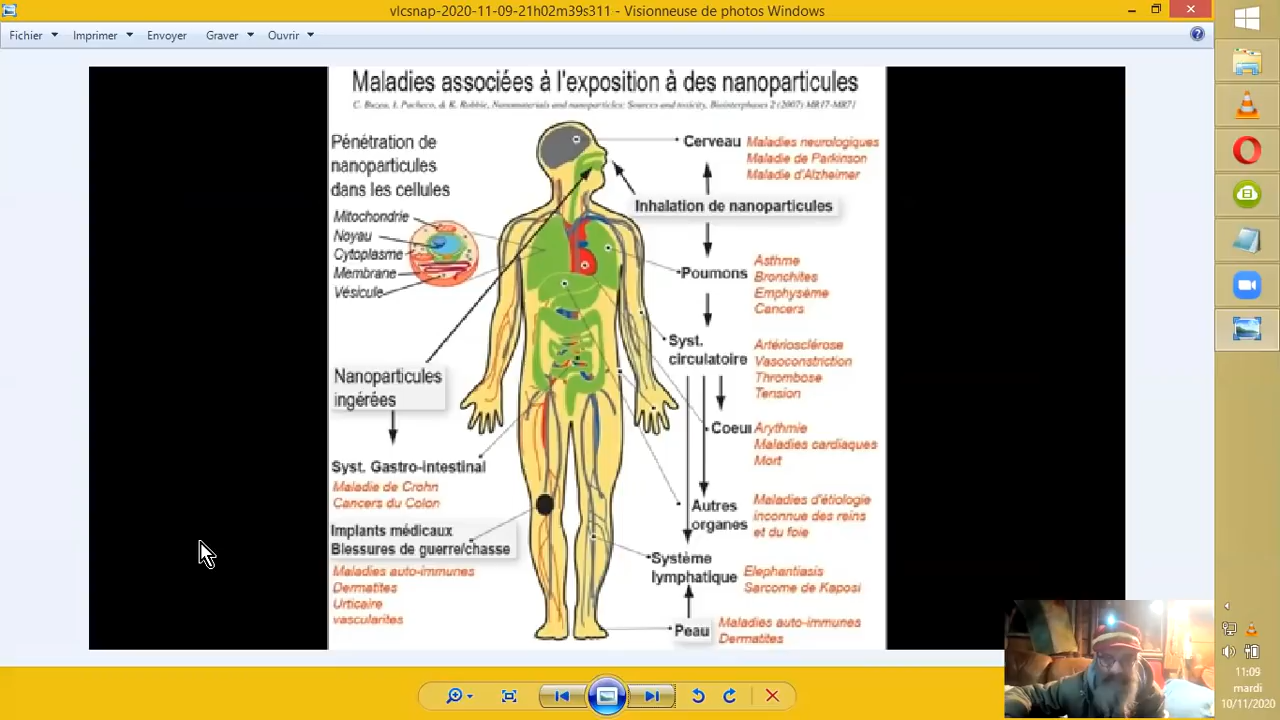 vlcsnap-2020-11-09-21h02m39s311 - Visionneuse de photos Windows
Fichier Imprimer Envoyer Graver Ouvrir
Maladies associées à l'exposition à des nanoparticules
C. Buzea, I. Pacheco, & K. Robbie, Nanomaterials and nanoparticles: Sources and toxicity, Biointerphases 2 (2007) MR17-MR71
Pénétration de
nanoparticules
dans les cellules
Mitochondrie
Noyau
Cytoplasme
Membrane
Vésicule
Nanoparticules
ingérées
Syst. Gastro-intestinal
Maladie de Crohn
Cancers du Colon
Implants médicaux
Blessures de guerre/chasse
Maladies auto-immunes
Dermatites
Urticaire
vascularites
Cerveau
Maladies neurologiques
Maladie de Parkinson
Maladie d'Alzheimer
Inhalation de nanoparticules
Poumons
Asthme
Bronchites
Emphysème
Cancers
Syst.
circulatoire
Artériosclérose
Vasoconstriction
Thrombose
Tension
Coeur
Arythmie
Maladies cardiaques
Mort
Autres
organes
Maladies d'étiologie
inconnue des reins
et du foie
Système
lymphatique
Elephantiasis
Sarcome de Kaposi
Peau
Maladies auto-immunes
Dermatites
11:09
mardi
10/11/2020